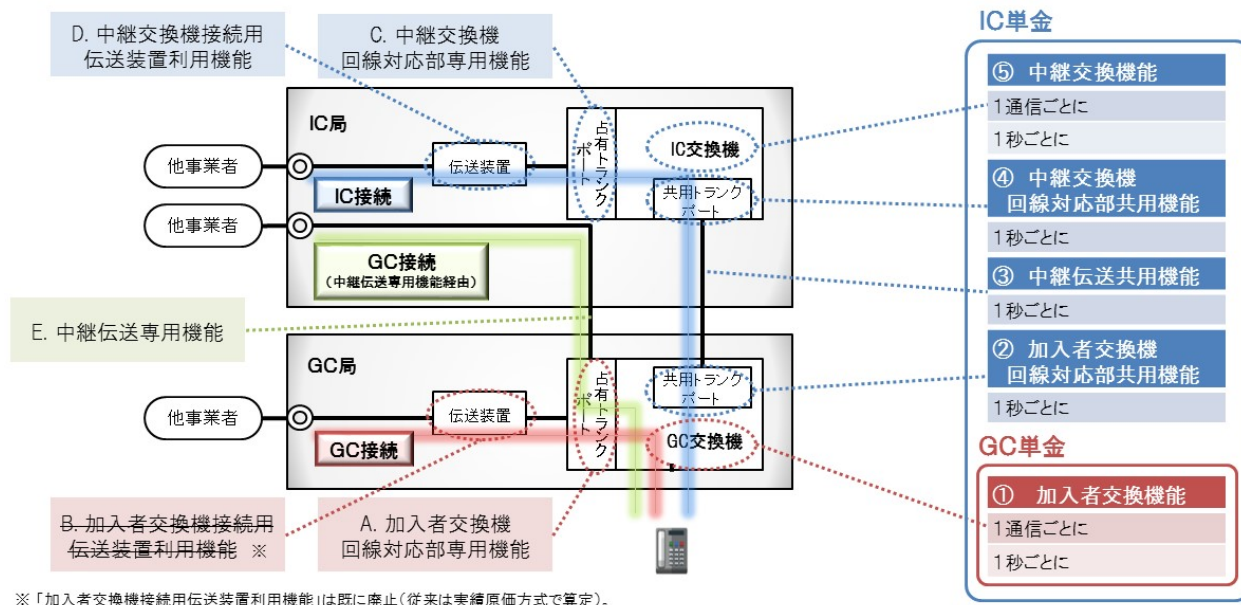 D. 中継交換機接続用
伝送装置利用機能
C. 中継交換機
回線対応部専用機能
IC局
他事業者
伝送装置
占有トランク
ポート
IC交換機
共用トランク
ポート
IC接続
他事業者
GC接続
(中継伝送専用機能経由)
E. 中継伝送専用機能
GC局
他事業者
伝送装置
占有トランク
ポート
共用トランク
ポート
GC交換機
GC接続
B. 加入者交換機接続用
伝送装置利用機能 ※
A. 加入者交換機
回線対応部専用機能
IC単金
⑤ 中継交換機能
1通信ごとに
1秒ごとに
④ 中継交換機
回線対応部共用機能
1秒ごとに
③ 中継伝送共用機能
1秒ごとに
② 加入者交換機
回線対応部共用機能
1秒ごとに
GC単金
① 加入者交換機能
1通信ごとに
1秒ごとに
※「加入者交換機接続用伝送装置利用機能」は既に廃止(従来は実績原価方式で算定)。